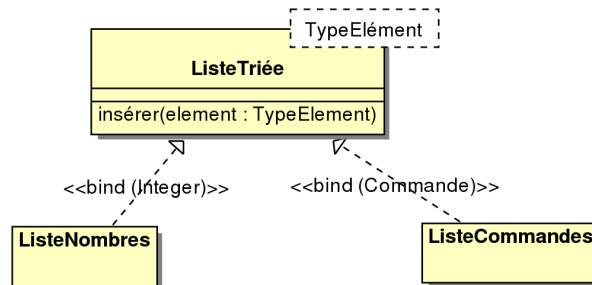 TypeElément
ListeTriée
insérer(element : TypeElement)
<<bind (Integer)>>
<<bind (Commande)>>
ListeNombres
ListeCommandes